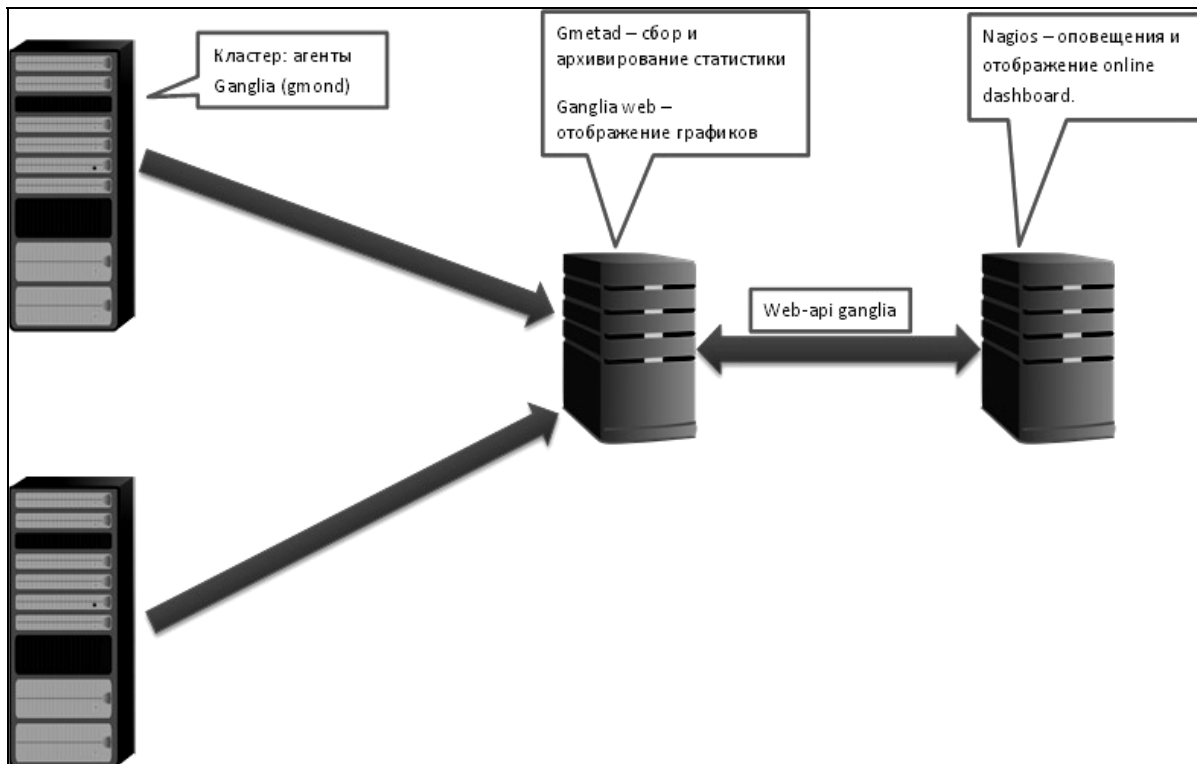 Кластер: агенты
Ganglia (gmond)
Gmetad – сбор и
архивирование статистики
Ganglia web –
отображение графиков
Nagios – оповещения и
отображение online
dashboard.
Web-api ganglia